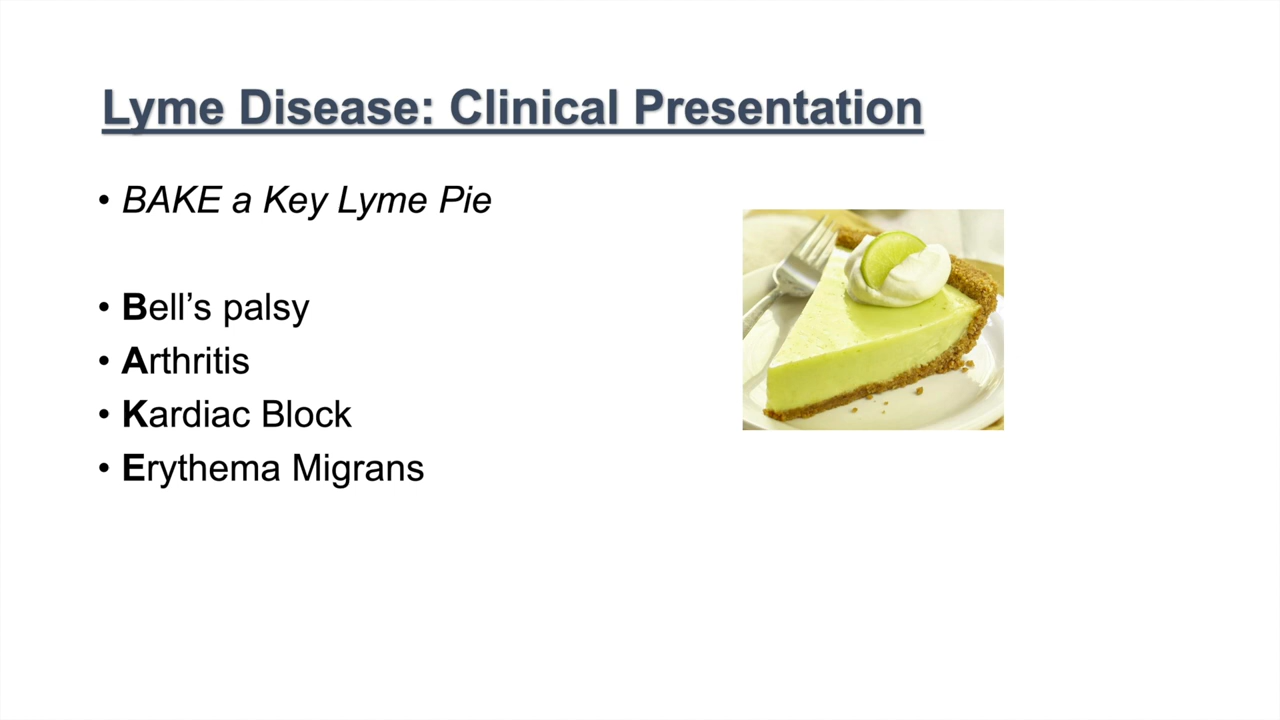 Lyme Disease: Clinical Presentation
• BAKE a Key Lyme Pie
• Bell’s palsy
• Arthritis
• Kardiac Block
• Erythema Migrans